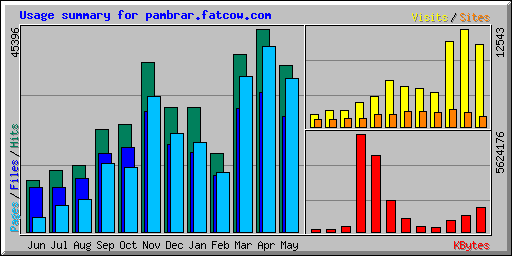 Usage summary for pambrar.fatcow.com
Visits / Sites
45396
12543
Pages / Files / Hits
5624176
Jun Jul Aug Sep Oct Nov Dec Jan Feb Mar Apr May
KBytes